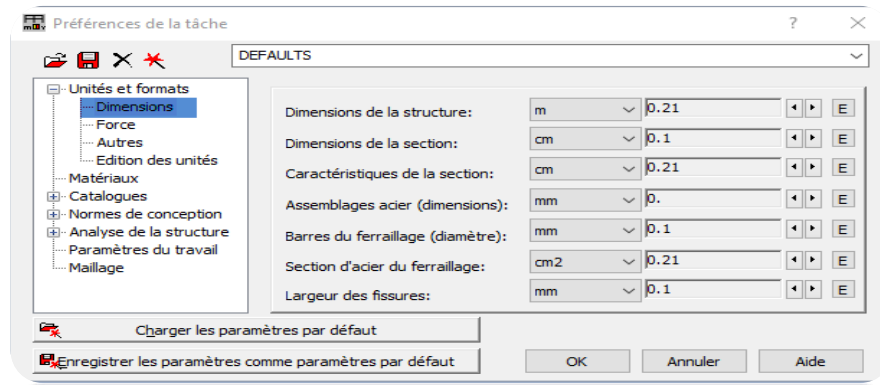 Préférences de la tâche
DEFAULTS
Unités et formats
Dimensions
Force
Autres
Edition des unités
Matériaux
Catalogues
Normes de conception
Analyse de la structure
Paramètres du travail
Maillage
Dimensions de la structure: m 0.21 E
Dimensions de la section: cm 0.1 E
Caractéristiques de la section: cm 0.21 E
Assemblages acier (dimensions): mm 0. E
Barres du ferraillage (diamètre): mm 0.1 E
Section d'acier du ferraillage: cm2 0.21 E
Largeur des fissures: mm 0.1 E
Charger les paramètres par défaut
Enregistrer les paramètres comme paramètres par défaut OK Annuler Aide